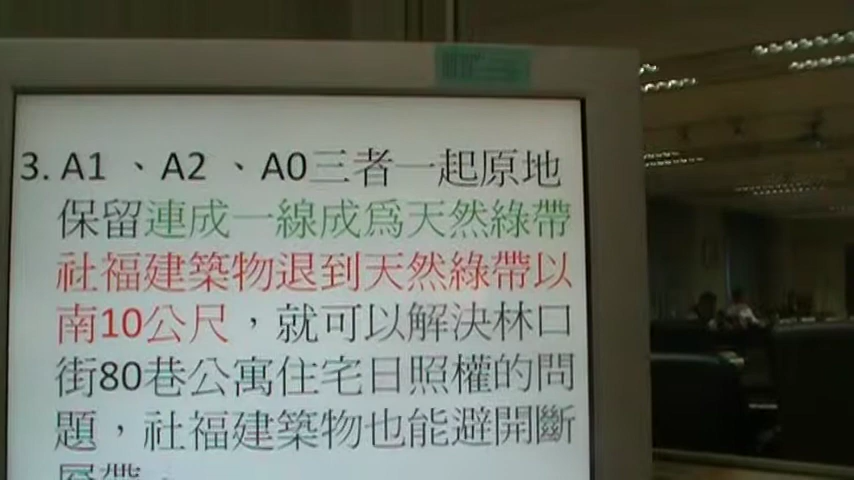 3. A1、A2、A0三者一起原地
保留連成一線成為天然綠帶
社福建築物退到天然綠帶以
南10公尺，就可以解決林口
街80巷公寓住宅日照權的問
題，社福建築物也能避開斷
層帶。